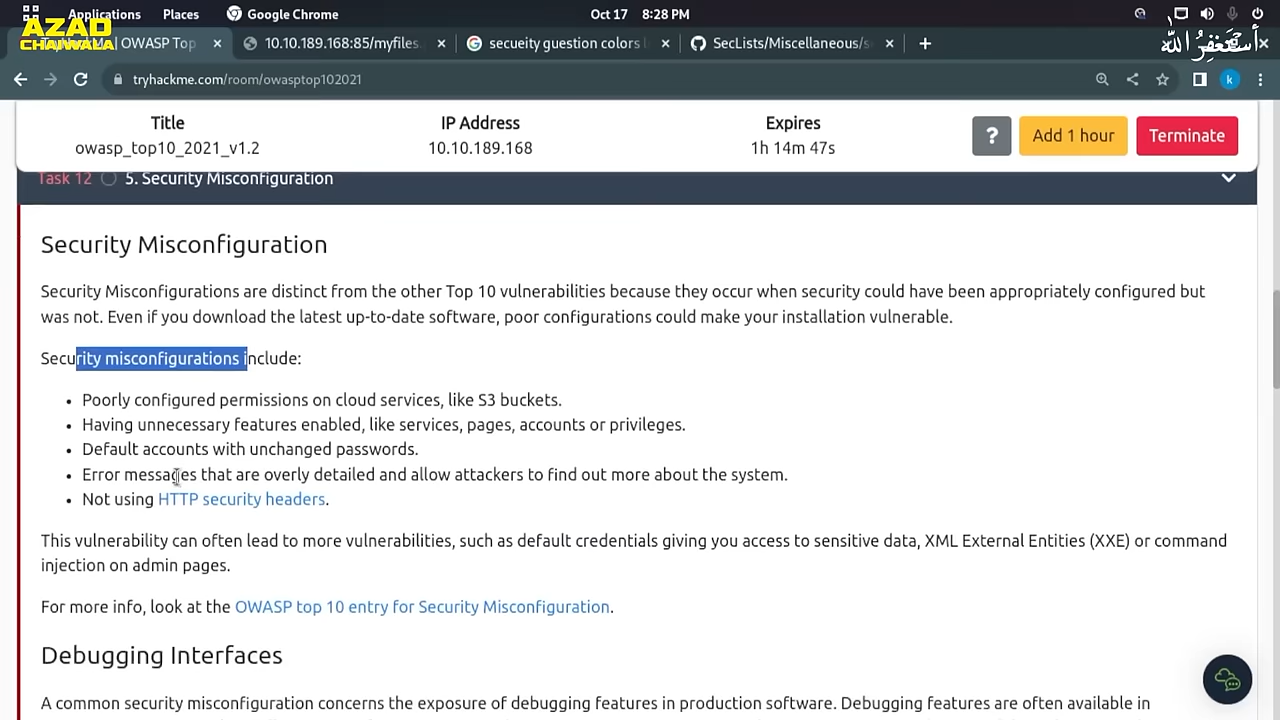 Applications Places Google Chrome Oct 17 8:28 PM
AZAD
CHAIWALA
أستغفر الله
OWASP Top
10.10.189.168:85/myfiles.
secueity guestion colors l
SecLists/Miscellaneous/s
tryhackme.com/room/owasptop102021
k
Title
owasp_top10_2021_v1.2
IP Address
10.10.189.168
Expires
1h 14m 47s
?
Add 1 hour
Terminate
Task 12 5. Security Misconfiguration
Security Misconfiguration
Security Misconfigurations are distinct from the other Top 10 vulnerabilities because they occur when security could have been appropriately configured but
was not. Even if you download the latest up-to-date software, poor configurations could make your installation vulnerable.
Security misconfigurations include:
• Poorly configured permissions on cloud services, like S3 buckets.
• Having unnecessary features enabled, like services, pages, accounts or privileges.
• Default accounts with unchanged passwords.
• Error messages that are overly detailed and allow attackers to find out more about the system.
• Not using HTTP security headers.
This vulnerability can often lead to more vulnerabilities, such as default credentials giving you access to sensitive data, XML External Entities (XXE) or command
injection on admin pages.
For more info, look at the OWASP top 10 entry for Security Misconfiguration.
Debugging Interfaces
A common security misconfiguration concerns the exposure of debugging features in production software. Debugging features are often available in